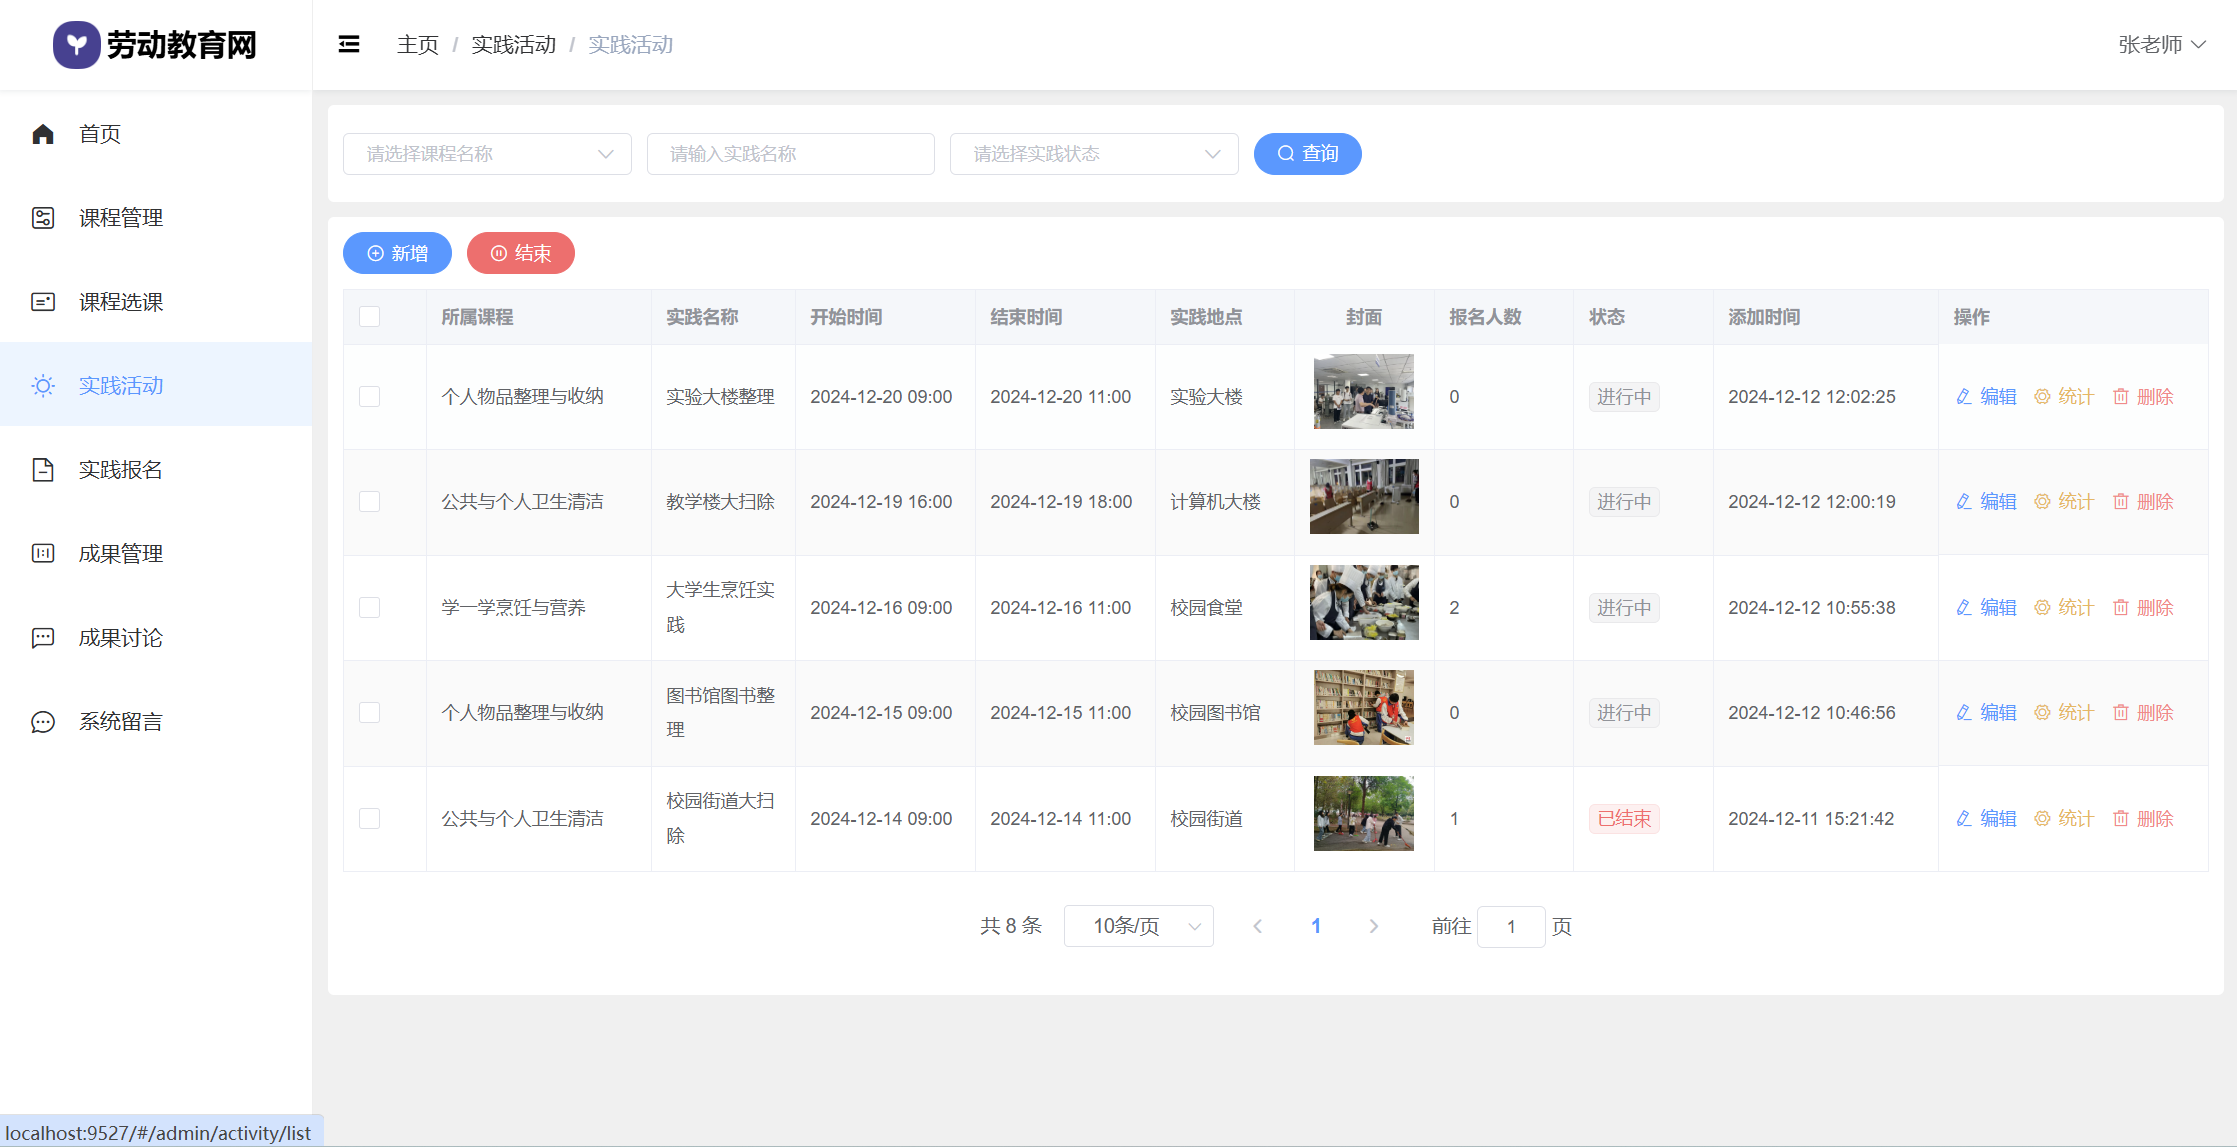 劳动教育网
主页 / 实践活动 / 实践活动
张老师
首页
课程管理
课程选课
实践活动
实践报名
成果管理
成果讨论
系统留言
请选择课程名称 请输入实践名称 请选择实践状态 查询
新增 结束
所属课程 实践名称 开始时间 结束时间 实践地点 封面 报名人数 状态 添加时间 操作
个人物品整理与收纳 实验大楼整理 2024-12-20 09:00 2024-12-20 11:00 实验大楼 0 进行中 2024-12-12 12:02:25 编辑 统计 删除
公共与个人卫生清洁 教学楼大扫除 2024-12-19 16:00 2024-12-19 18:00 计算机大楼 0 进行中 2024-12-12 12:00:19 编辑 统计 删除
学一学烹饪与营养 大学生烹饪实
践 2024-12-16 09:00 2024-12-16 11:00 校园食堂 2 进行中 2024-12-12 10:55:38 编辑 统计 删除
个人物品整理与收纳 图书馆图书整
理 2024-12-15 09:00 2024-12-15 11:00 校园图书馆 0 进行中 2024-12-12 10:46:56 编辑 统计 删除
公共与个人卫生清洁 校园街道大扫
除 2024-12-14 09:00 2024-12-14 11:00 校园街道 1 已结束 2024-12-11 15:21:42 编辑 统计 删除
共 8 条 10条/页 1 前往 1 页
localhost:9527/#/admin/activity/list